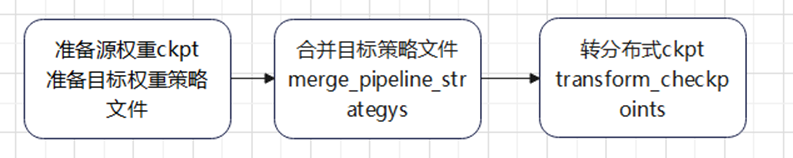 准备源权重ckpt
准备目标权重策略
文件
合并目标策略文件
merge_pipeline_str
ategys
转分布式ckpt
transform_checkp
oints